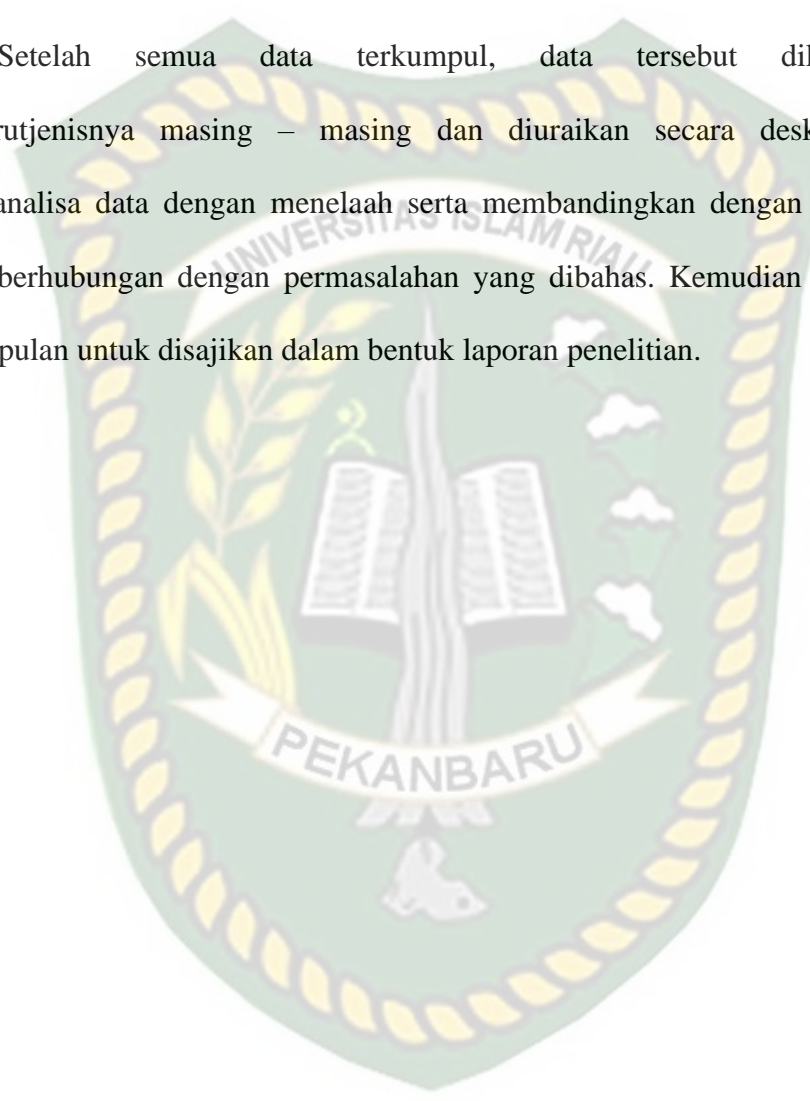 Setelah semua data terkumpul, data tersebut dil
rutjenisnya masing – masing dan diuraikan secara desk
analisa data dengan menelaah serta membandingkan dengan
berhubungan dengan permasalahan yang dibahas. Kemudian
pulan untuk disajikan dalam bentuk laporan penelitian.
UNIVERSITAS ISLAM RIAU
PEKANBARU